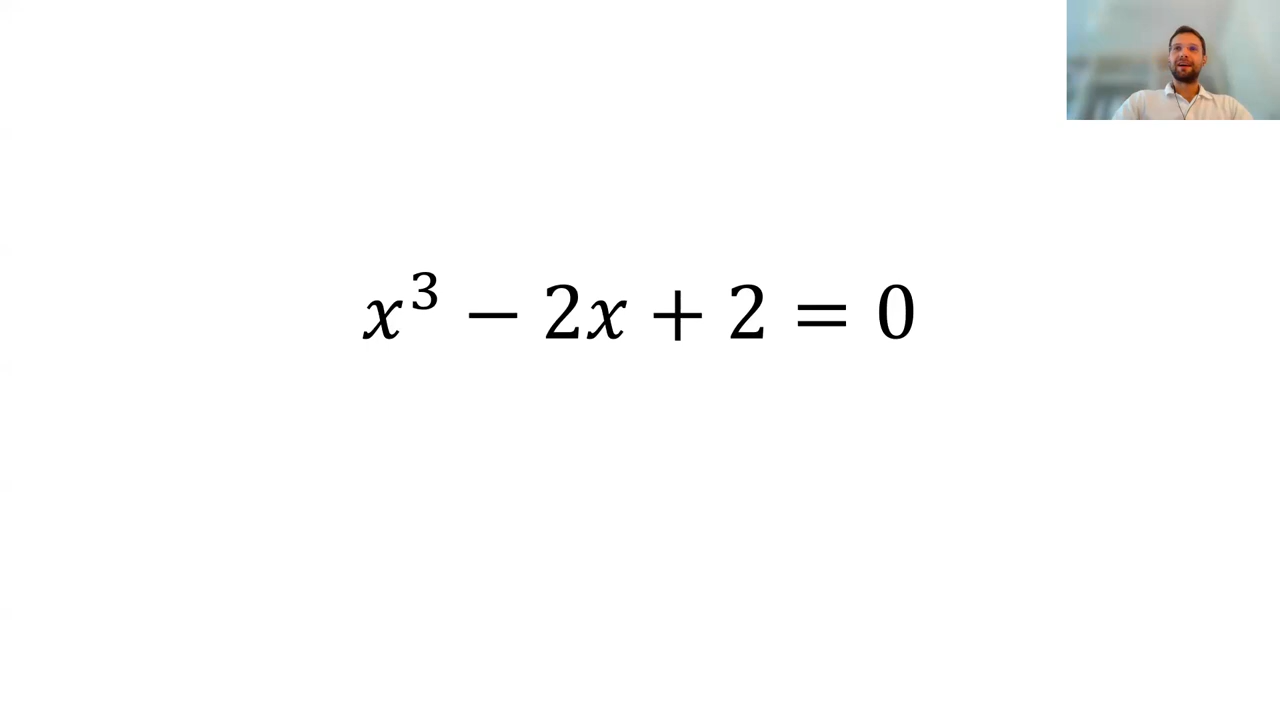 x³ − 2x + 2 = 0